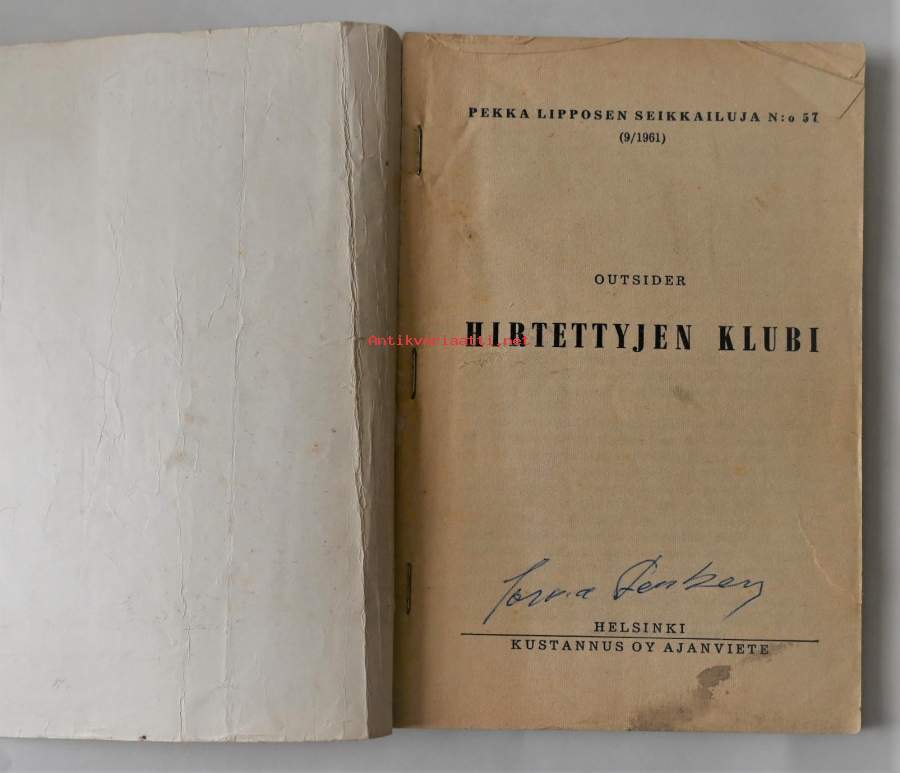 PEKKA LIPPOSEN SEIKKAILUJA N:o 57
(9/1961)
OUTSIDER
HIRTETTYJEN KLUBI
Antikvariaatti.net
HELSINKI
KUSTANNUS OY AJANVIETE